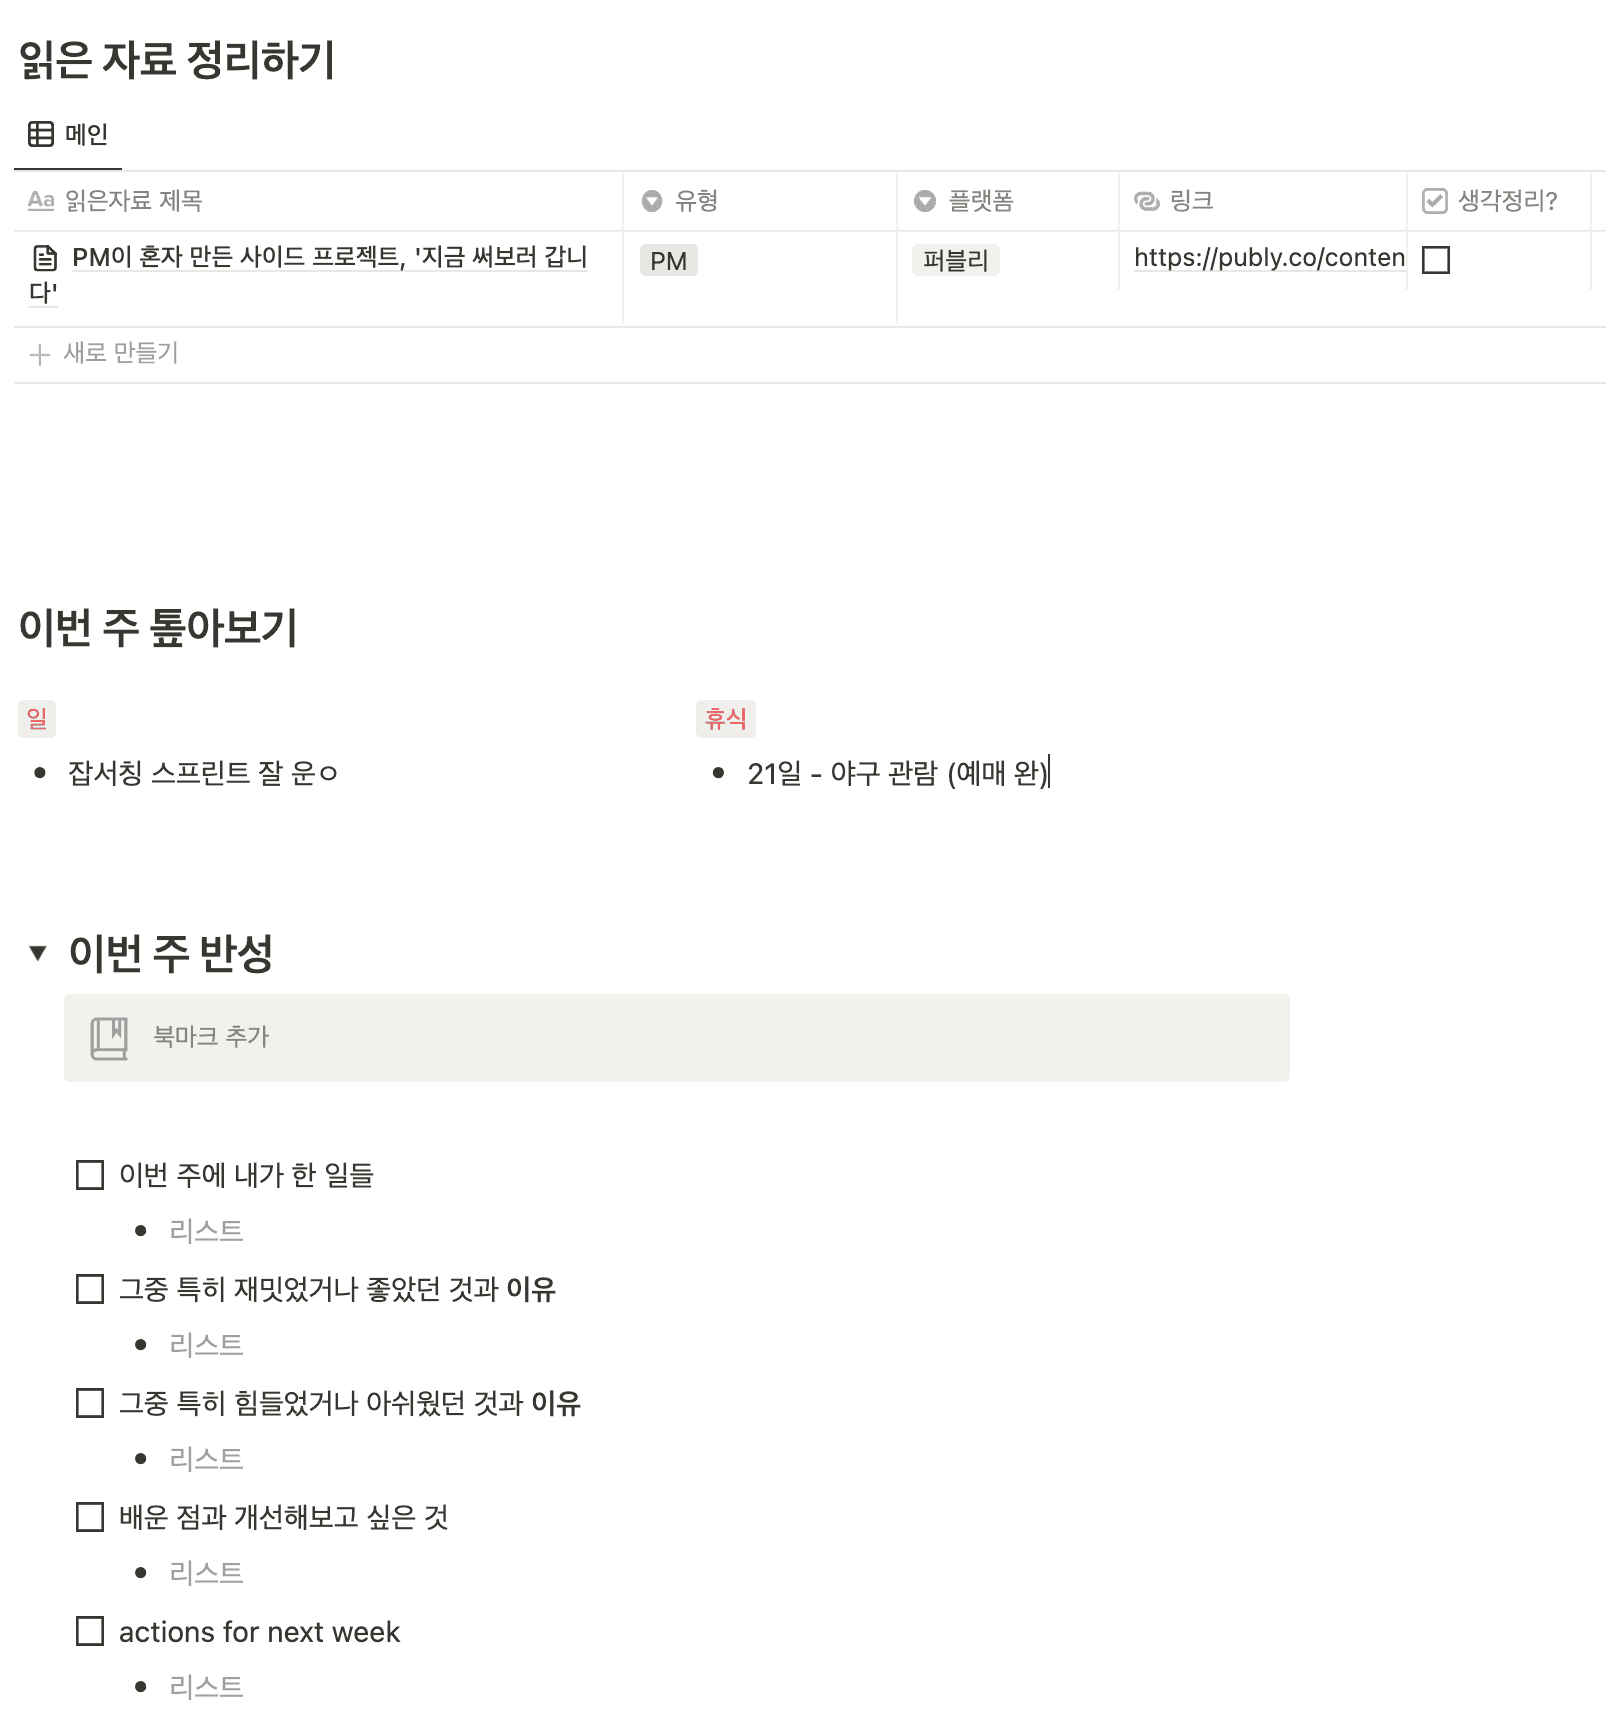 읽은 자료 정리하기
메인
Aa 읽은자료 제목 유형 플랫폼 링크 생각정리?
PM이 혼자 만든 사이드 프로젝트, '지금 써보러 갑니 PM 퍼블리 https://publy.co/conten
다'
새로 만들기
이번 주 톺아보기
일 휴식
잡서칭 스프린트 잘 운ㅇ 21일 - 야구 관람 (예매 완)
이번 주 반성
북마크 추가
이번 주에 내가 한 일들
리스트
그중 특히 재밋었거나 좋았던 것과 이유
리스트
그중 특히 힘들었거나 아쉬웠던 것과 이유
리스트
배운 점과 개선해보고 싶은 것
리스트
actions for next week
리스트